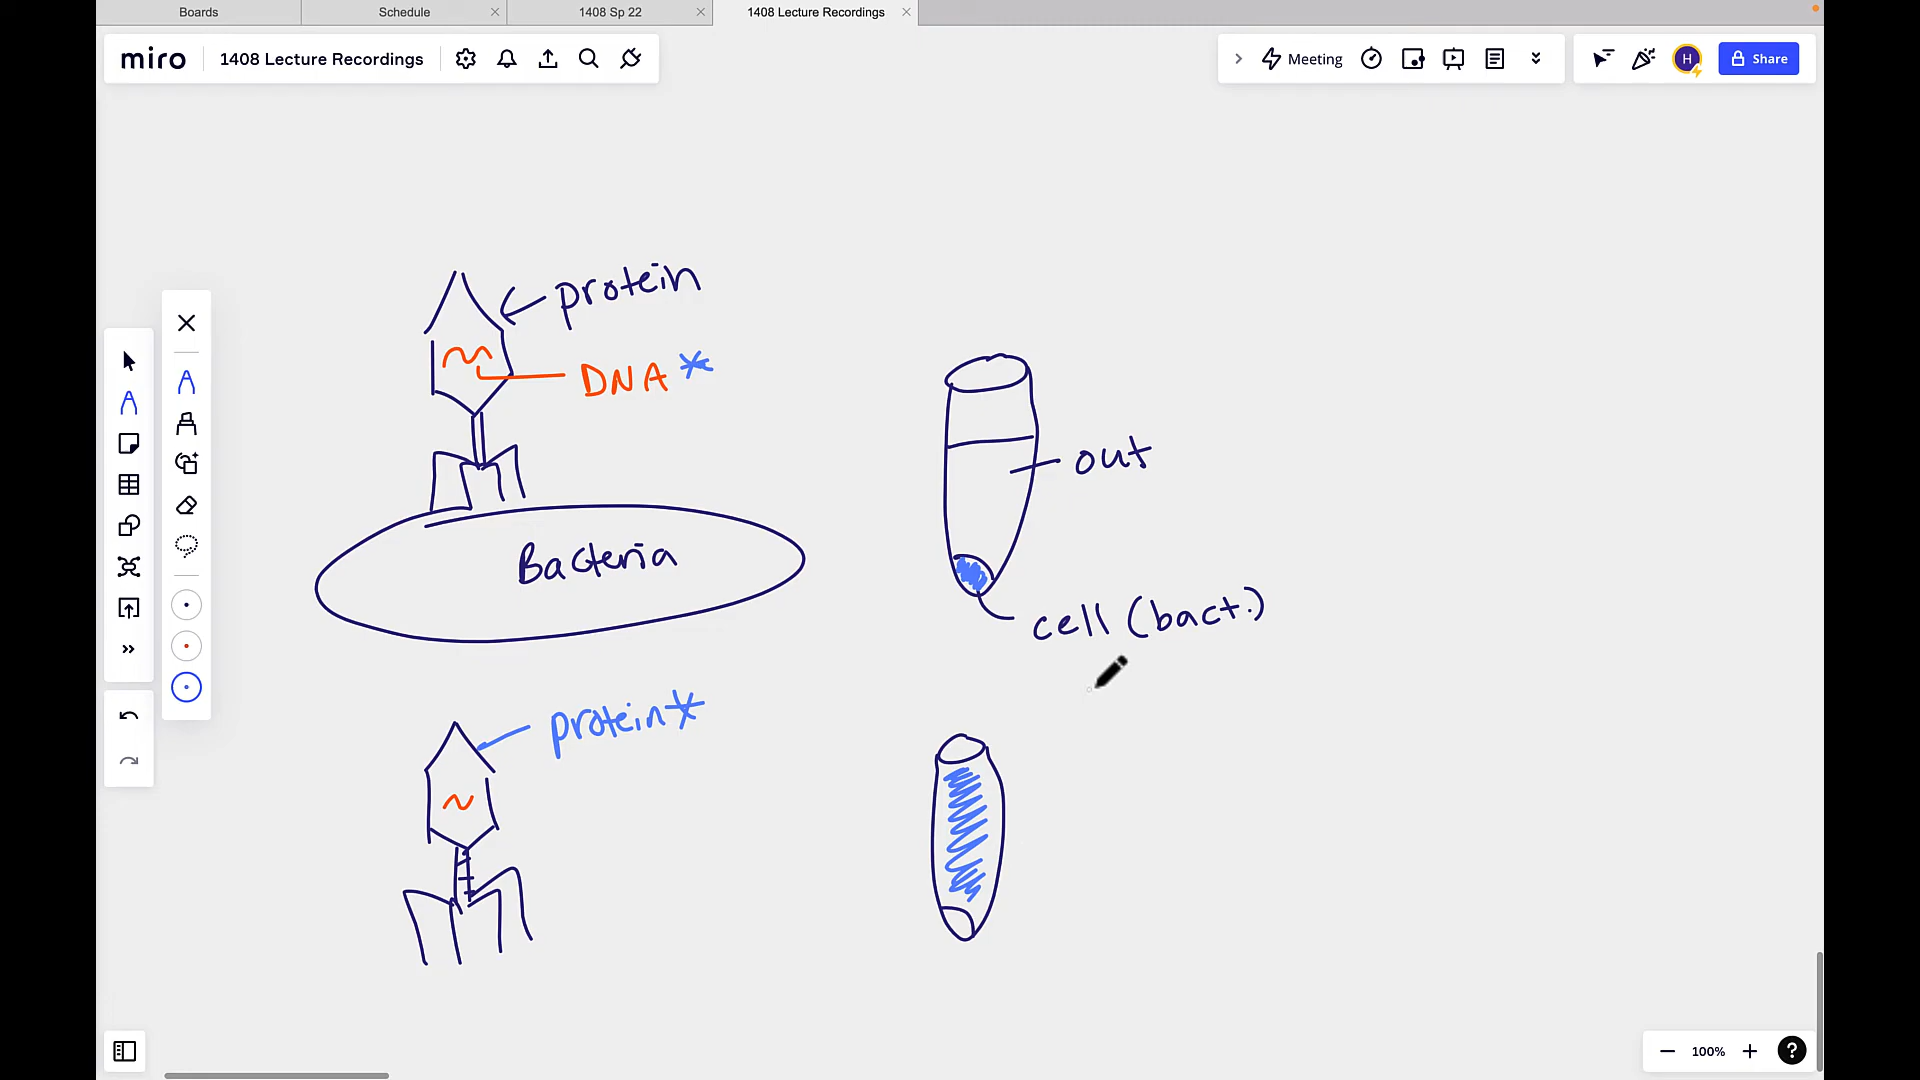 Boards
Schedule
1408 Sp 22
1408 Lecture Recordings
miro
1408 Lecture Recordings
Meeting
H
Share
protein
DNA *
out
Bacteria
cell (bact.)
protein*
100%